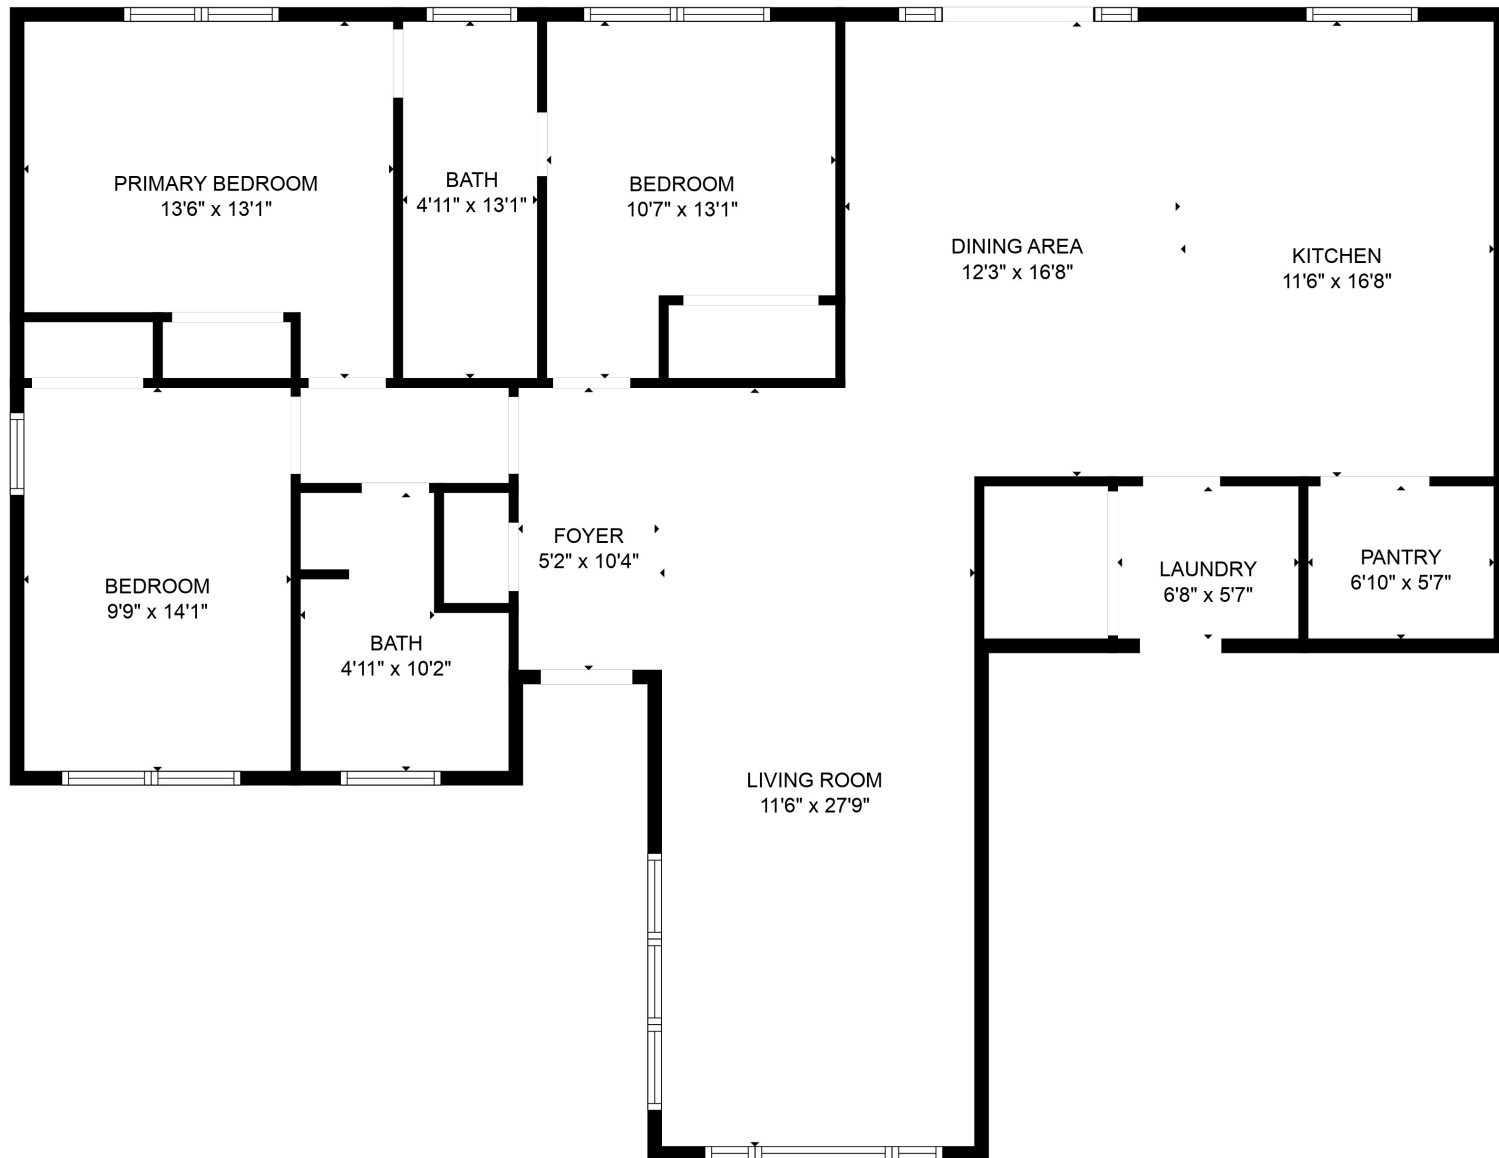 PRIMARY BEDROOM
13'6" x 13'1"
BATH
4'11" x 13'1"
BEDROOM
10'7" x 13'1"
DINING AREA
12'3" x 16'8"
KITCHEN
11'6" x 16'8"
BEDROOM
9'9" x 14'1"
BATH
4'11" x 10'2"
FOYER
5'2" x 10'4"
LAUNDRY
6'8" x 5'7"
PANTRY
6'10" x 5'7"
LIVING ROOM
11'6" x 27'9"